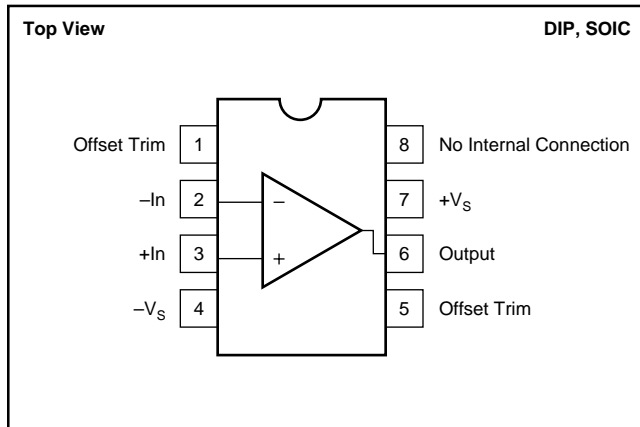 Top View DIP, SOIC
Offset Trim 1 8 No Internal Connection
–In 2 – 7 +VS
+In 3 + 6 Output
–VS 4 5 Offset Trim